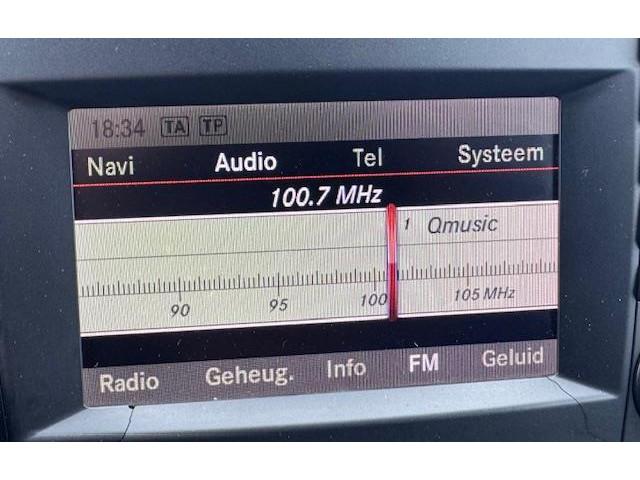 18:34 TA TP
Navi Audio Tel Systeem
100.7 MHz
1 Qmusic
90 95 100 105 MHz
Radio Geheug. Info FM Geluid